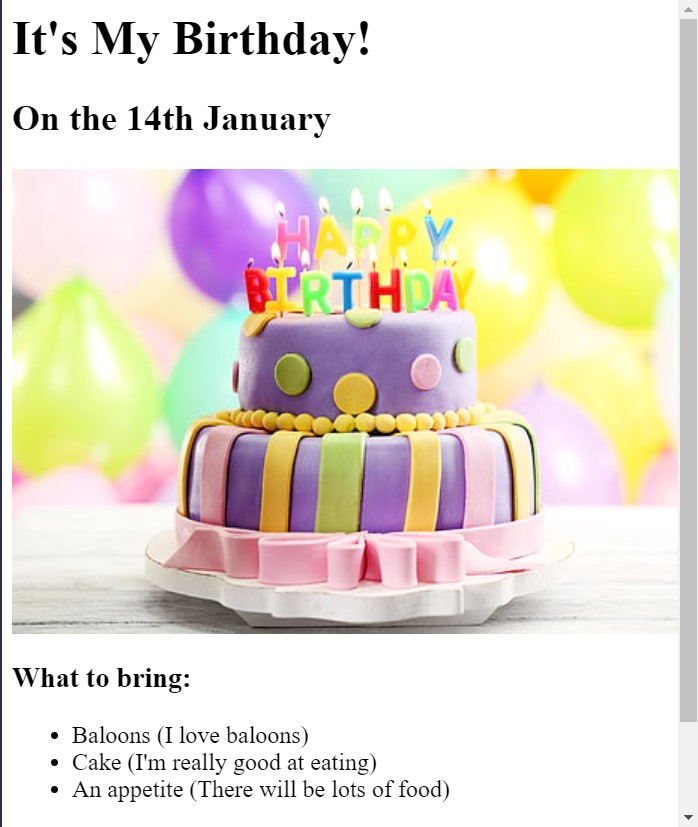 It's My Birthday!
On the 14th January
HAPPY
BIRTHDAY
What to bring:
Baloons (I love baloons)
Cake (I'm really good at eating)
An appetite (There will be lots of food)